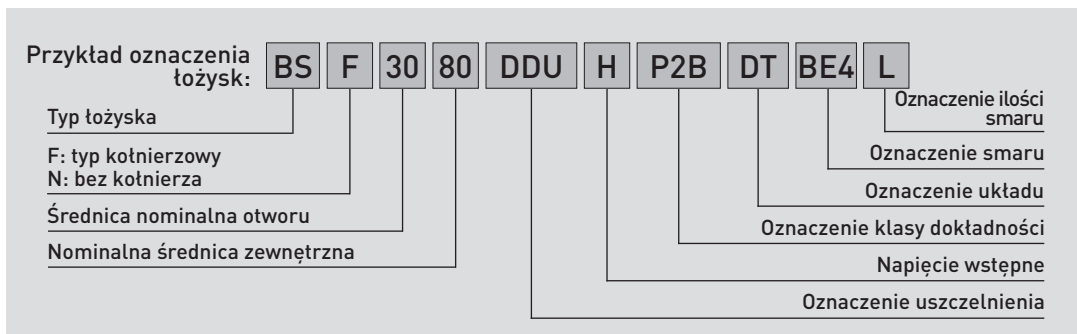 Przykład oznaczenia
łożysk:
BS F 30 80 DDU H P2B DT BE4 L
Oznaczenie ilości
smaru
Typ łożyska
F: typ kołnierzowy
N: bez kołnierza
Oznaczenie smaru
Oznaczenie układu
Średnica nominalna otworu
Oznaczenie klasy dokładności
Nominalna średnica zewnętrzna
Napięcie wstępne
Oznaczenie uszczelnienia